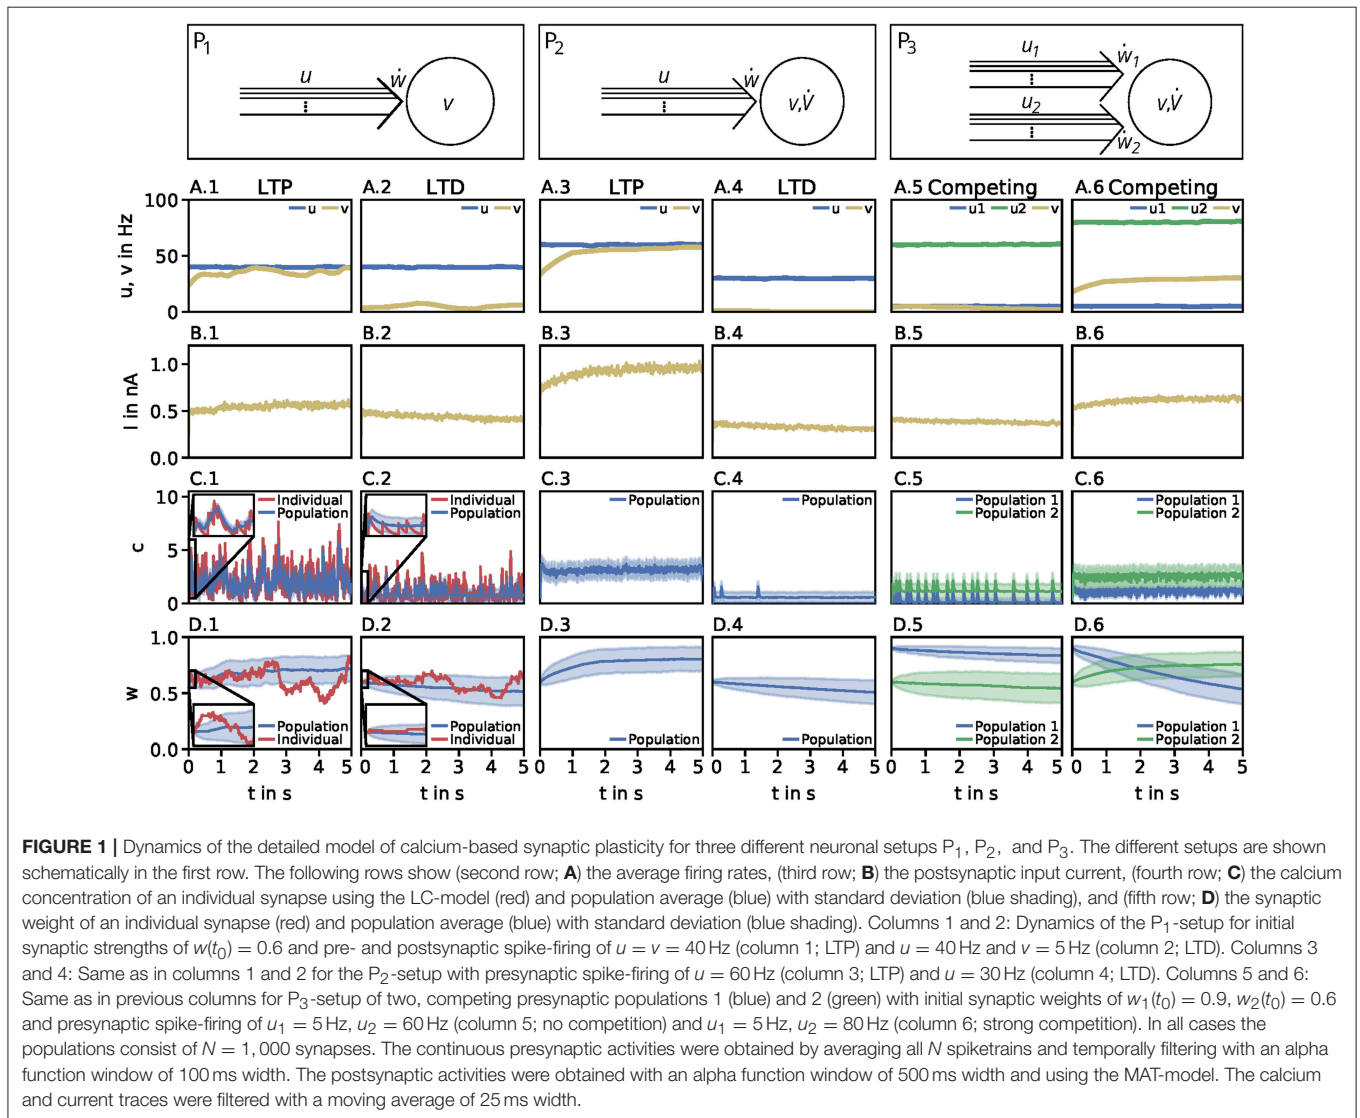 P1 P2 P3
u ẇ v
u ẇ v,V̇
u1 ẇ1
u2 ẇ2 v,V̇
A.1 LTP A.2 LTD A.3 LTP A.4 LTD A.5 Competing A.6 Competing
u v u v u v u v u1 u2 v u1 u2 v
u, v in Hz
100
50
0
B.1 B.2 B.3 B.4 B.5 B.6
I in nA
1.0
0.5
0.0
C.1 C.2 C.3 C.4 C.5 C.6
c
10
5
0
Individual Individual Population Population Population 1 Population 1
Population Population Population 2 Population 2
D.1 D.2 D.3 D.4 D.5 D.6
w
1.0
0.5
0.0
Population Population Population 1 Population 1
Individual Individual Population Population Population 2 Population 2
0 1 2 3 4 5 0 1 2 3 4 5 0 1 2 3 4 5 0 1 2 3 4 5 0 1 2 3 4 5 0 1 2 3 4 5
t in s t in s t in s t in s t in s t in s
FIGURE 1 | Dynamics of the detailed model of calcium-based synaptic plasticity for three different neuronal setups P1, P2, and P3. The different setups are shown
schematically in the first row. The following rows show (second row; A) the average firing rates, (third row; B) the postsynaptic input current, (fourth row; C) the calcium
concentration of an individual synapse using the LC-model (red) and population average (blue) with standard deviation (blue shading), and (fifth row; D) the synaptic
weight of an individual synapse (red) and population average (blue) with standard deviation (blue shading). Columns 1 and 2: Dynamics of the P1-setup for initial
synaptic strengths of w(t0) = 0.6 and pre- and postsynaptic spike-firing of u = v = 40 Hz (column 1; LTP) and u = 40 Hz and v = 5 Hz (column 2; LTD). Columns 3
and 4: Same as in columns 1 and 2 for the P2-setup with presynaptic spike-firing of u = 60 Hz (column 3; LTP) and u = 30 Hz (column 4; LTD). Columns 5 and 6:
Same as in previous columns for P3-setup of two, competing presynaptic populations 1 (blue) and 2 (green) with initial synaptic weights of w1(t0) = 0.9, w2(t0) = 0.6
and presynaptic spike-firing of u1 = 5 Hz, u2 = 60 Hz (column 5; no competition) and u1 = 5 Hz, u2 = 80 Hz (column 6; strong competition). In all cases the
populations consist of N = 1, 000 synapses. The continuous presynaptic activities were obtained by averaging all N spiketrains and temporally filtering with an alpha
function window of 100 ms width. The postsynaptic activities were obtained with an alpha function window of 500 ms width and using the MAT-model. The calcium
and current traces were filtered with a moving average of 25 ms width.